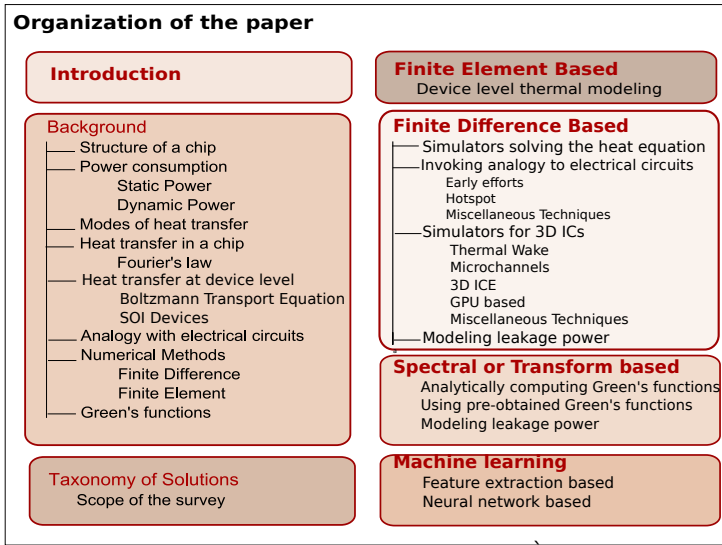 Organization of the paper
Introduction
Background
Structure of a chip
Power consumption
Static Power
Dynamic Power
Modes of heat transfer
Heat transfer in a chip
Fourier's law
Heat transfer at device level
Boltzmann Transport Equation
SOI Devices
Analogy with electrical circuits
Numerical Methods
Finite Difference
Finite Element
Green's functions
Taxonomy of Solutions
Scope of the survey
Finite Element Based
Device level thermal modeling
Finite Difference Based
Simulators solving the heat equation
Invoking analogy to electrical circuits
Early efforts
Hotspot
Miscellaneous Techniques
Simulators for 3D ICs
Thermal Wake
Microchannels
3D ICE
GPU based
Miscellaneous Techniques
Modeling leakage power
Spectral or Transform based
Analytically computing Green's functions
Using pre-obtained Green's functions
Modeling leakage power
Machine learning
Feature extraction based
Neural network based